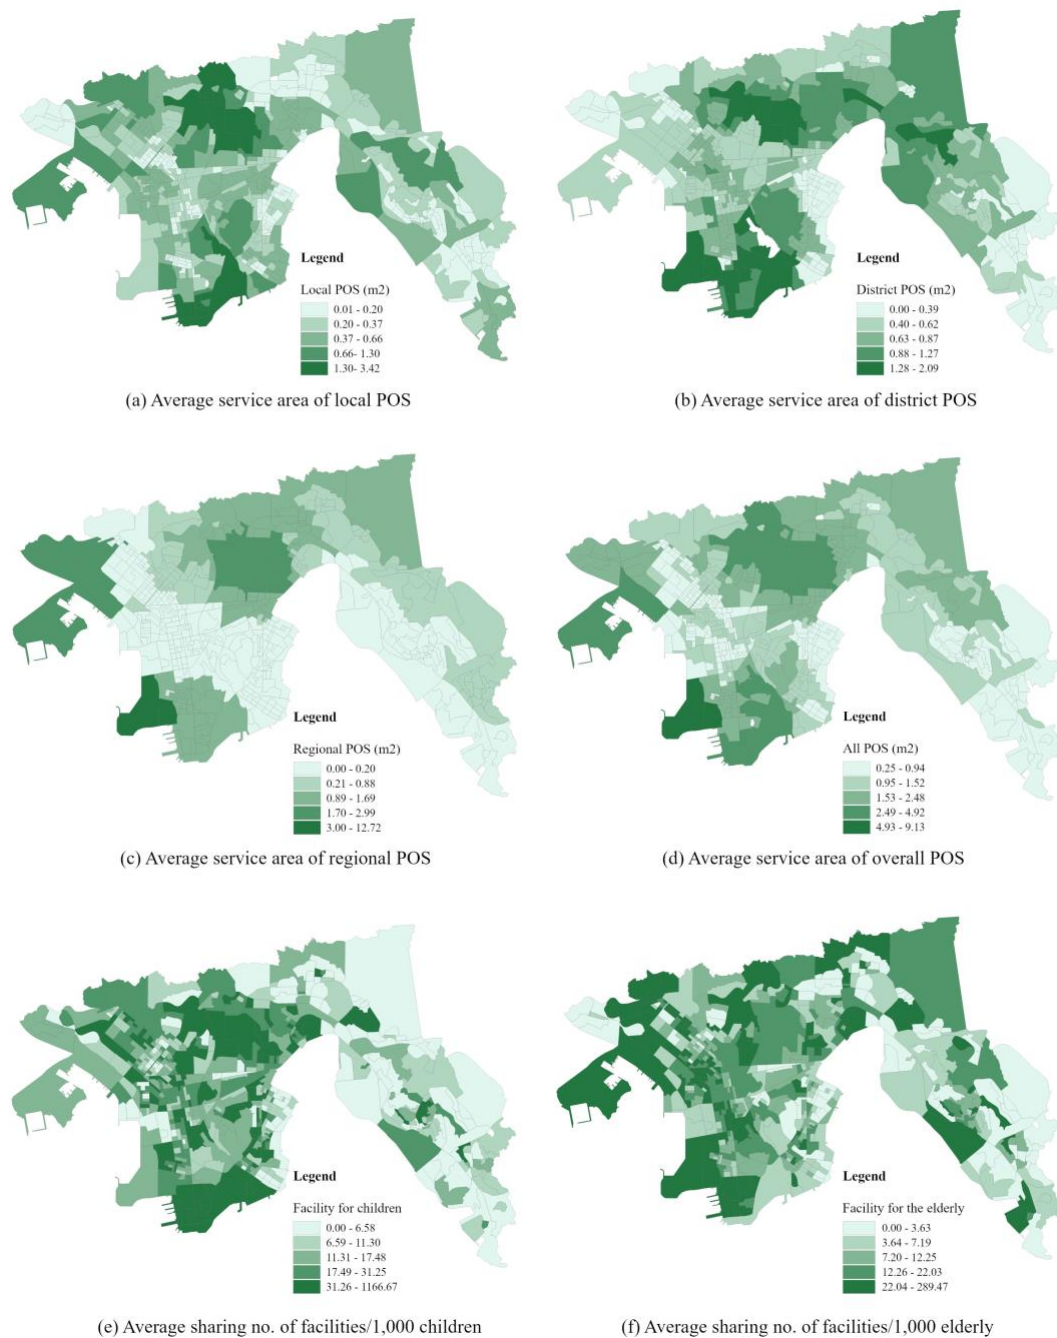 Legend
Local POS (m2)
0.01 - 0.20
0.20 - 0.37
0.37 - 0.66
0.66- 1.30
1.30- 3.42
(a) Average service area of local POS
Legend
District POS (m2)
0.00 - 0.39
0.40 - 0.62
0.63 - 0.87
0.88 - 1.27
1.28 - 2.09
(b) Average service area of district POS
Legend
Regional POS (m2)
0.00 - 0.20
0.21 - 0.88
0.89 - 1.69
1.70 - 2.99
3.00 - 12.72
(c) Average service area of regional POS
Legend
All POS (m2)
0.25 - 0.94
0.95 - 1.52
1.53 - 2.48
2.49 - 4.92
4.93 - 9.13
(d) Average service area of overall POS
Legend
Facility for children
0.00 - 6.58
6.59 - 11.30
11.31 - 17.48
17.49 - 31.25
31.26 - 1166.67
(e) Average sharing no. of facilities/1,000 children
Legend
Facility for the elderly
0.00 - 3.63
3.64 - 7.19
7.20 - 12.25
12.26 - 22.03
22.04 - 289.47
(f) Average sharing no. of facilities/1,000 elderly